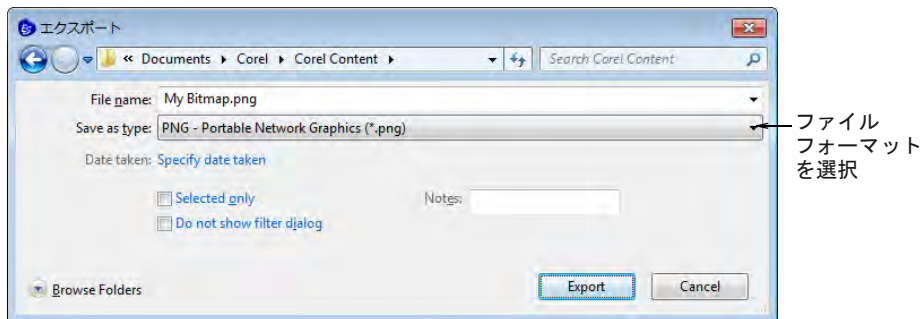 エクスポート
« Documents Corel Corel Content
Search Corel Content
File name: My Bitmap.png
Save as type: PNG - Portable Network Graphics (*.png)
Date taken: Specify date taken
Selected only
Notes:
Do not show filter dialog
Browse Folders
Export
Cancel
ファイル
フォーマット
を選択